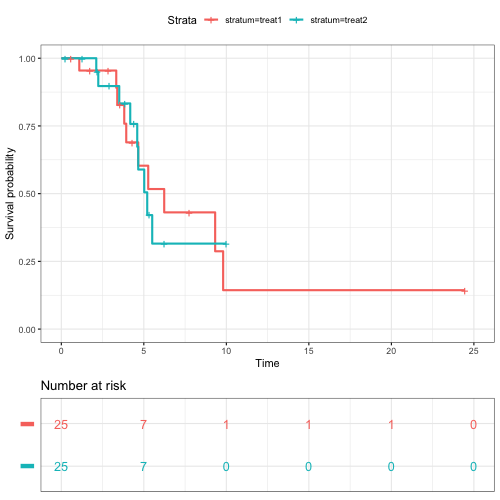 Strata stratum=treat1 stratum=treat2
Survival probability
1.00
0.75
0.50
0.25
0.00
0 5 10 15 20 25
Time
Number at risk
25 7 1 1 1 0
25 7 0 0 0 0